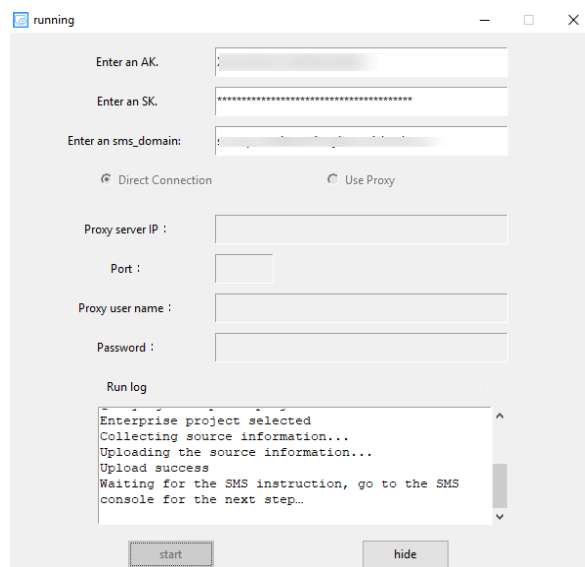 running
Enter an AK.
Enter an SK.
****************************************
Enter an sms_domain:
Direct Connection
Use Proxy
Proxy server IP：
Port：
Proxy user name：
Password：
Run log
Enterprise project selected
Collecting source information...
Uploading the source information...
Upload success
Waiting for the SMS instruction, go to the SMS
console for the next step…
start
hide